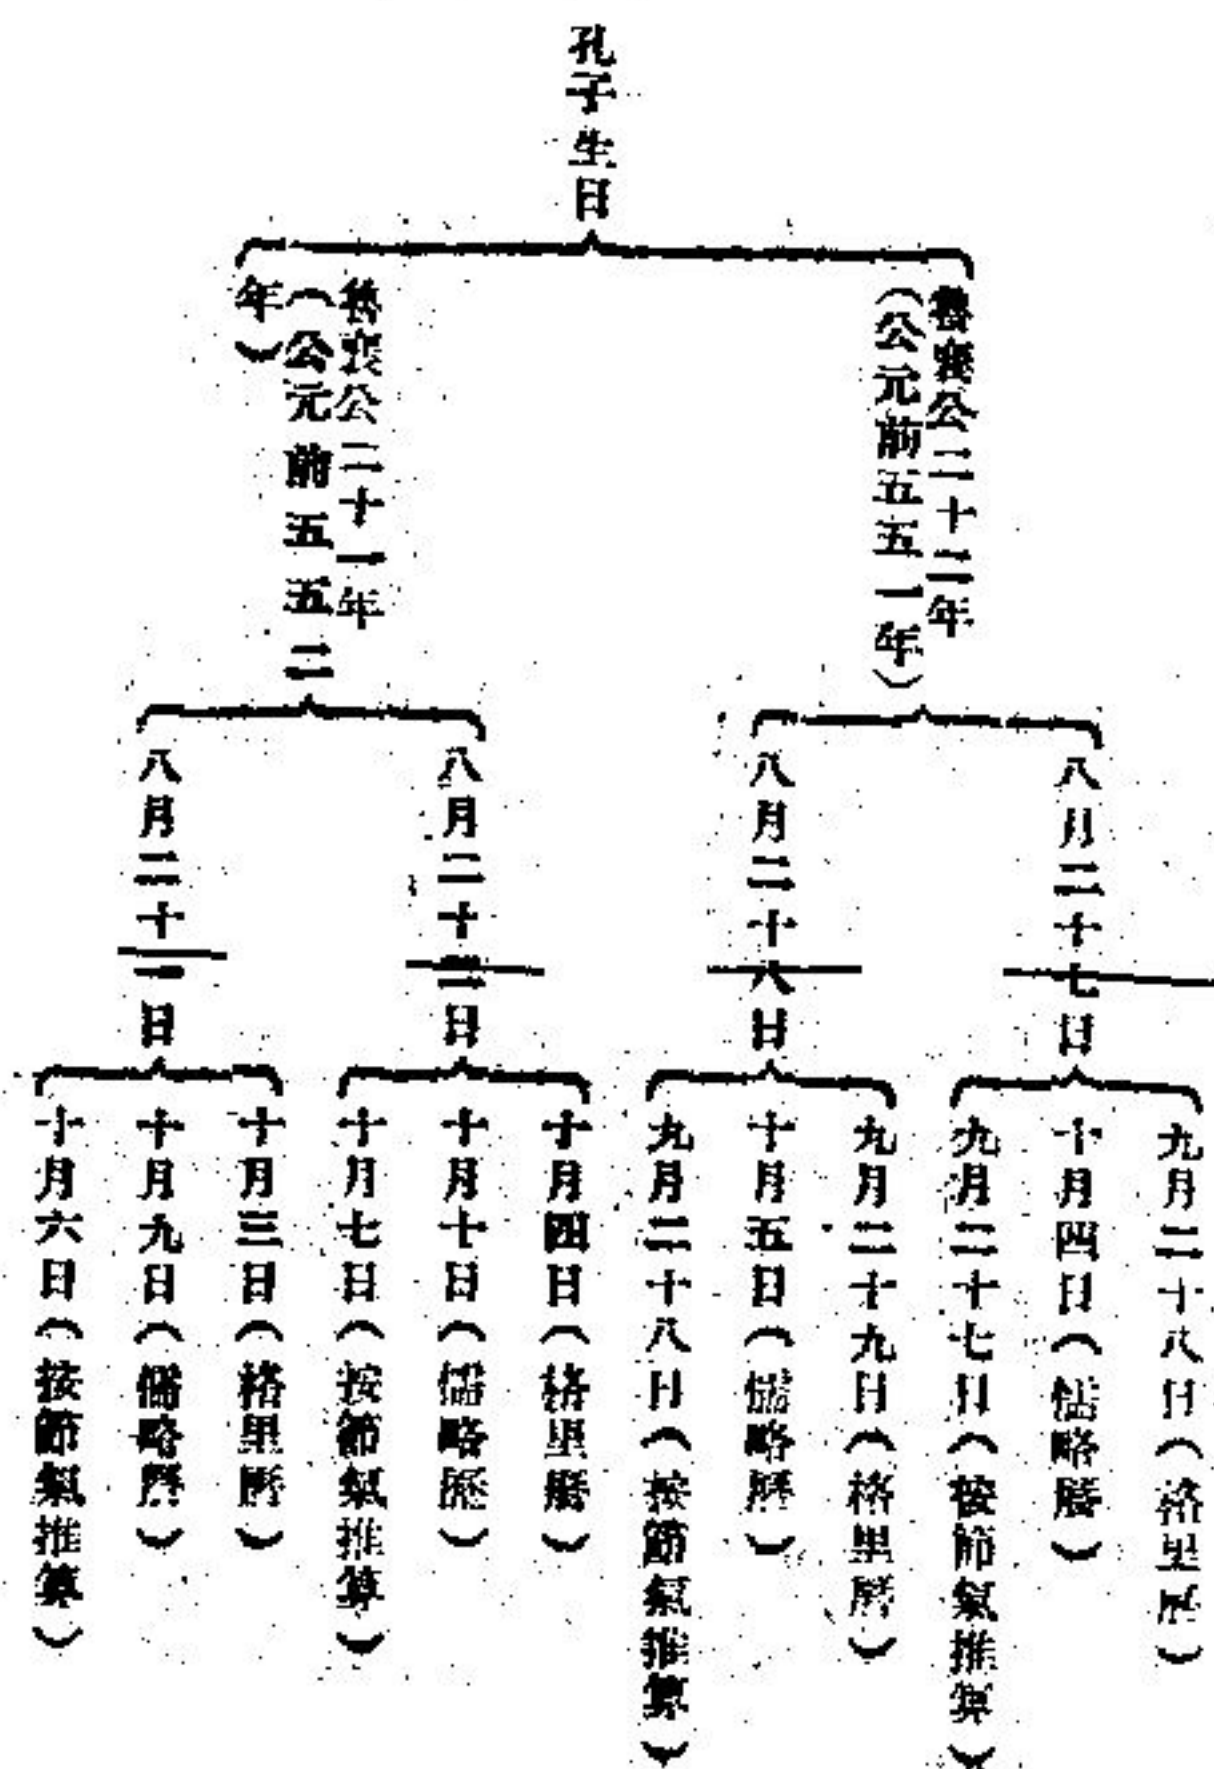 孔子生日
魯襄公二十二年
(公元前五五一年)
八月二十七日
九月二十八日(格里曆)
十月四日(儒略曆)
九月二十七日(按節氣推算)
八月二十八日
九月二十九日(格里曆)
十月五日(儒略曆)
九月二十八日(按節氣推算)
魯襄公二十一年
(公元前五五二
年)
八月二十二日
十月四日(格里曆)
十月十日(儒略曆)
十月七日(按節氣推算)
八月二十一日
十月三日(格里曆)
十月九日(儒略曆)
十月六日(按節氣推算)